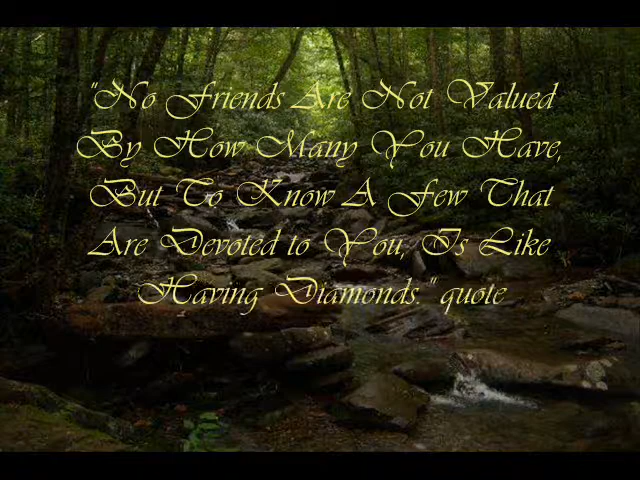 "No Friends Are Not Valued
By How Many You Have,
But To Know A Few That
Are Devoted to You, Is Like
Having Diamonds." quote